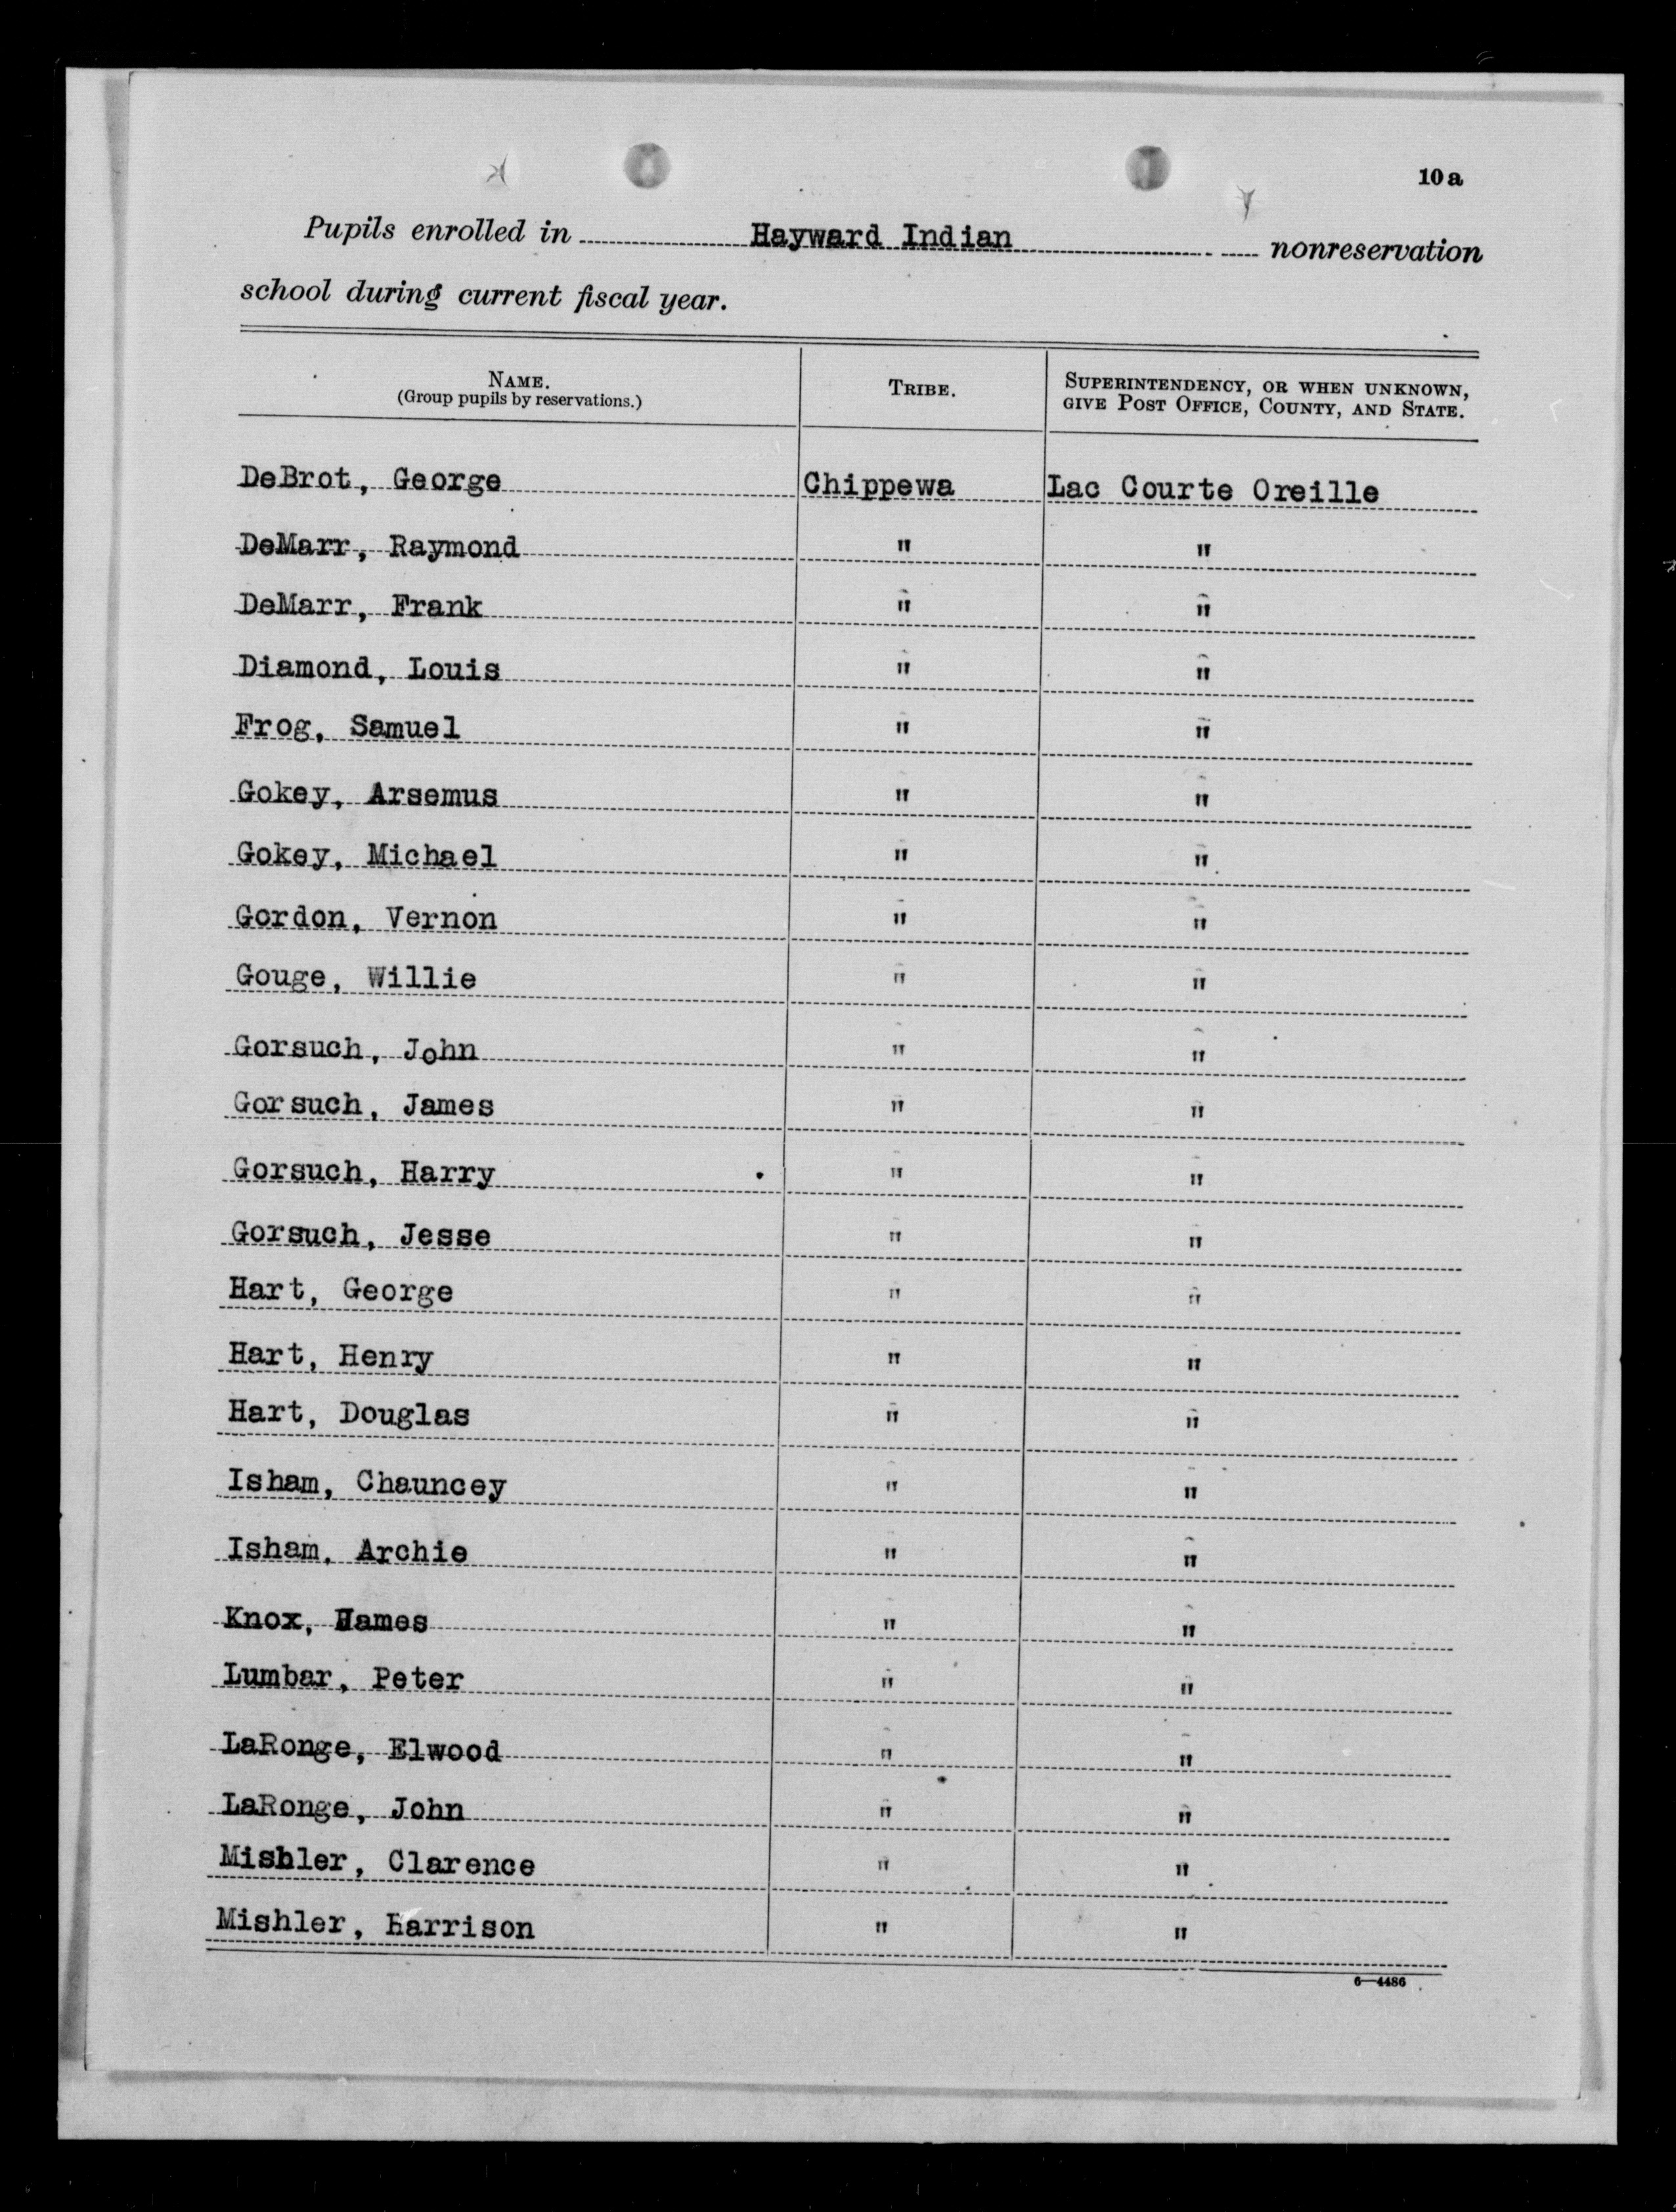 10 a
Pupils enrolled in Hayward Indian nonreservation
school during current fiscal year.
NAME. TRIBE. SUPERINTENDENCY, OR WHEN UNKNOWN,
(Group pupils by reservations.) GIVE POST OFFICE, COUNTY, AND STATE.
DeBrot, George Chippewa Lac Courte Oreille
DeMarr, Raymond " "
DeMarr, Frank " "
Diamond, Louis " "
Frog, Samuel " "
Gokey, Arsemus " "
Gokey, Michael " "
Gordon, Vernon " "
Gouge, Willie " "
Gorsuch, John " "
Gorsuch, James " "
Gorsuch, Harry " "
Gorsuch, Jesse " "
Hart, George " "
Hart, Henry " "
Hart, Douglas " "
Isham, Chauncey " "
Isham, Archie " "
Knox, James " "
Lumbar, Peter " "
LaRonge, Elwood " "
LaRonge, John " "
Mishler, Clarence " "
Mishler, Harrison " "
6—4486